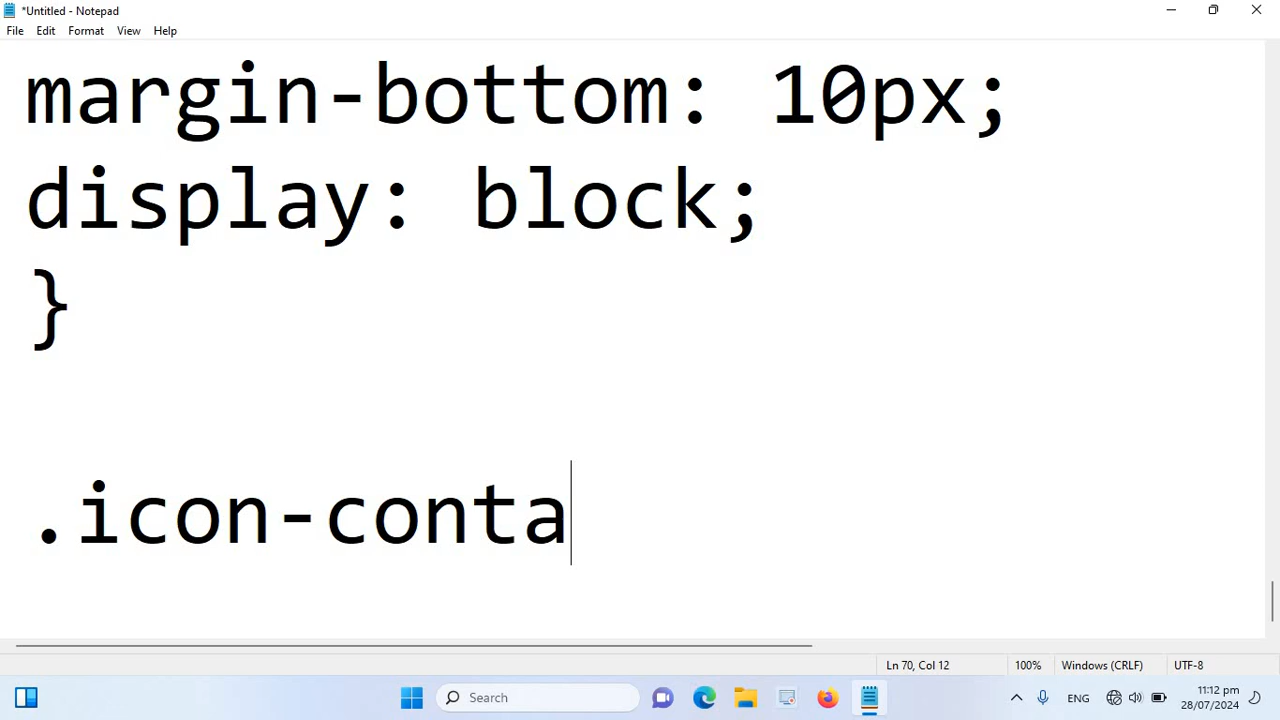 *Untitled - Notepad
File Edit Format View Help
margin-bottom: 10px;
display: block;
}
.icon-conta
Ln 70, Col 12 100% Windows (CRLF) UTF-8
Search ENG 11:12 pm
28/07/2024